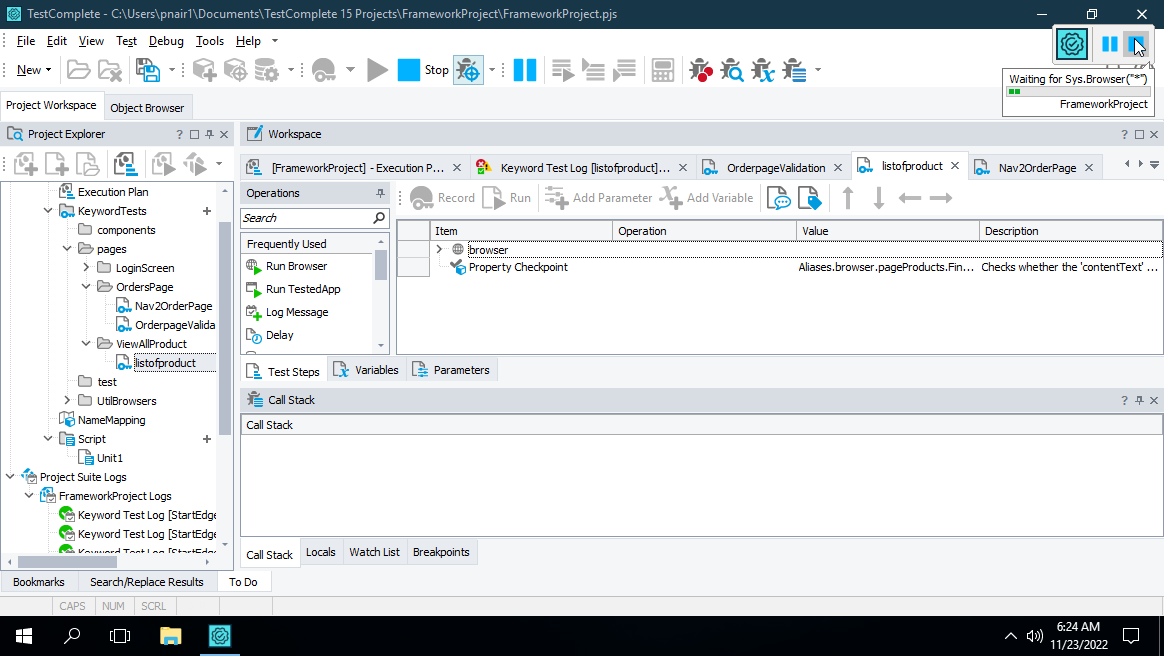 TestComplete - C:\Users\pnair1\Documents\TestComplete 15 Projects\FrameworkProject\FrameworkProject.pjs
File Edit View Test Debug Tools Help
New Stop
Waiting for Sys.Browser("*")
FrameworkProject
Project Workspace Object Browser
Project Explorer ?
Workspace ?
[FrameworkProject] - Execution P... Keyword Test Log [listofproduct]... OrderpageValidation listofproduct Nav2OrderPage
Execution Plan
KeywordTests
components
pages
LoginScreen
OrdersPage
Nav2OrderPage
OrderpageValida
ViewAllProduct
listofproduct
test
UtilBrowsers
NameMapping
Script
Unit1
Project Suite Logs
FrameworkProject Logs
Keyword Test Log [StartEdge
Keyword Test Log [StartEdge
Keyword Test Log [StartEdge
Operations
Search
Frequently Used
Run Browser
Run TestedApp
Log Message
Delay
Record Run Add Parameter Add Variable
Item Operation Value Description
browser
Property Checkpoint Aliases.browser.pageProducts.Fin... Checks whether the 'contentText' ...
Test Steps Variables Parameters
Call Stack ?
Call Stack
Call Stack Locals Watch List Breakpoints
Bookmarks Search/Replace Results To Do
CAPS NUM SCRL
6:24 AM
11/23/2022